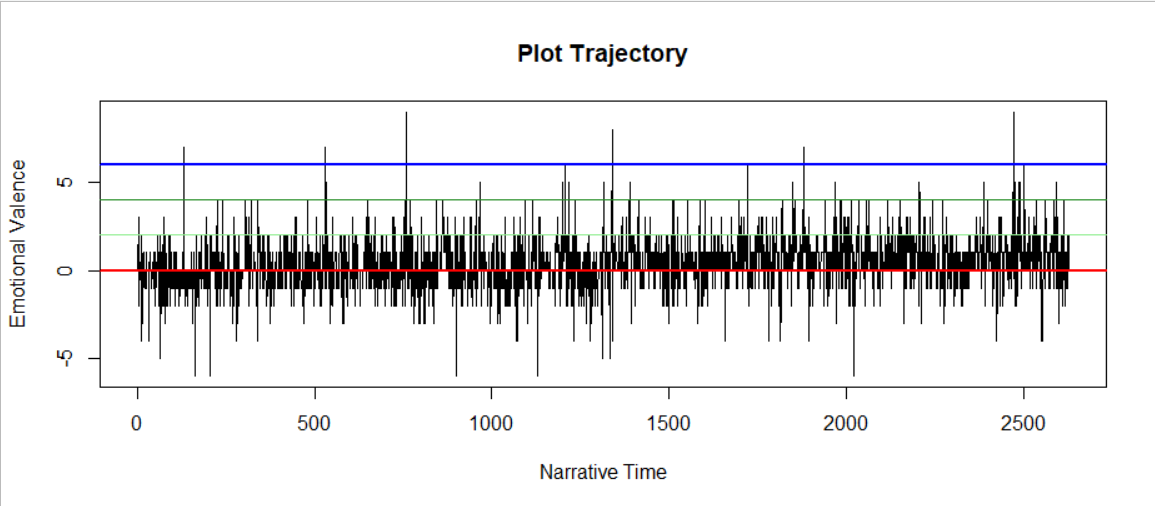 Plot Trajectory
Emotional Valence
5
0
-5
0 500 1000 1500 2000 2500
Narrative Time